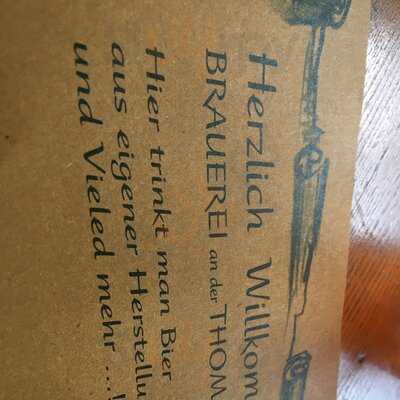 Herzlich Willkom
BRAUEREI an der THOM
Hier trinkt man Bier
aus eigener Herstellu
und Vieled mehr ...!